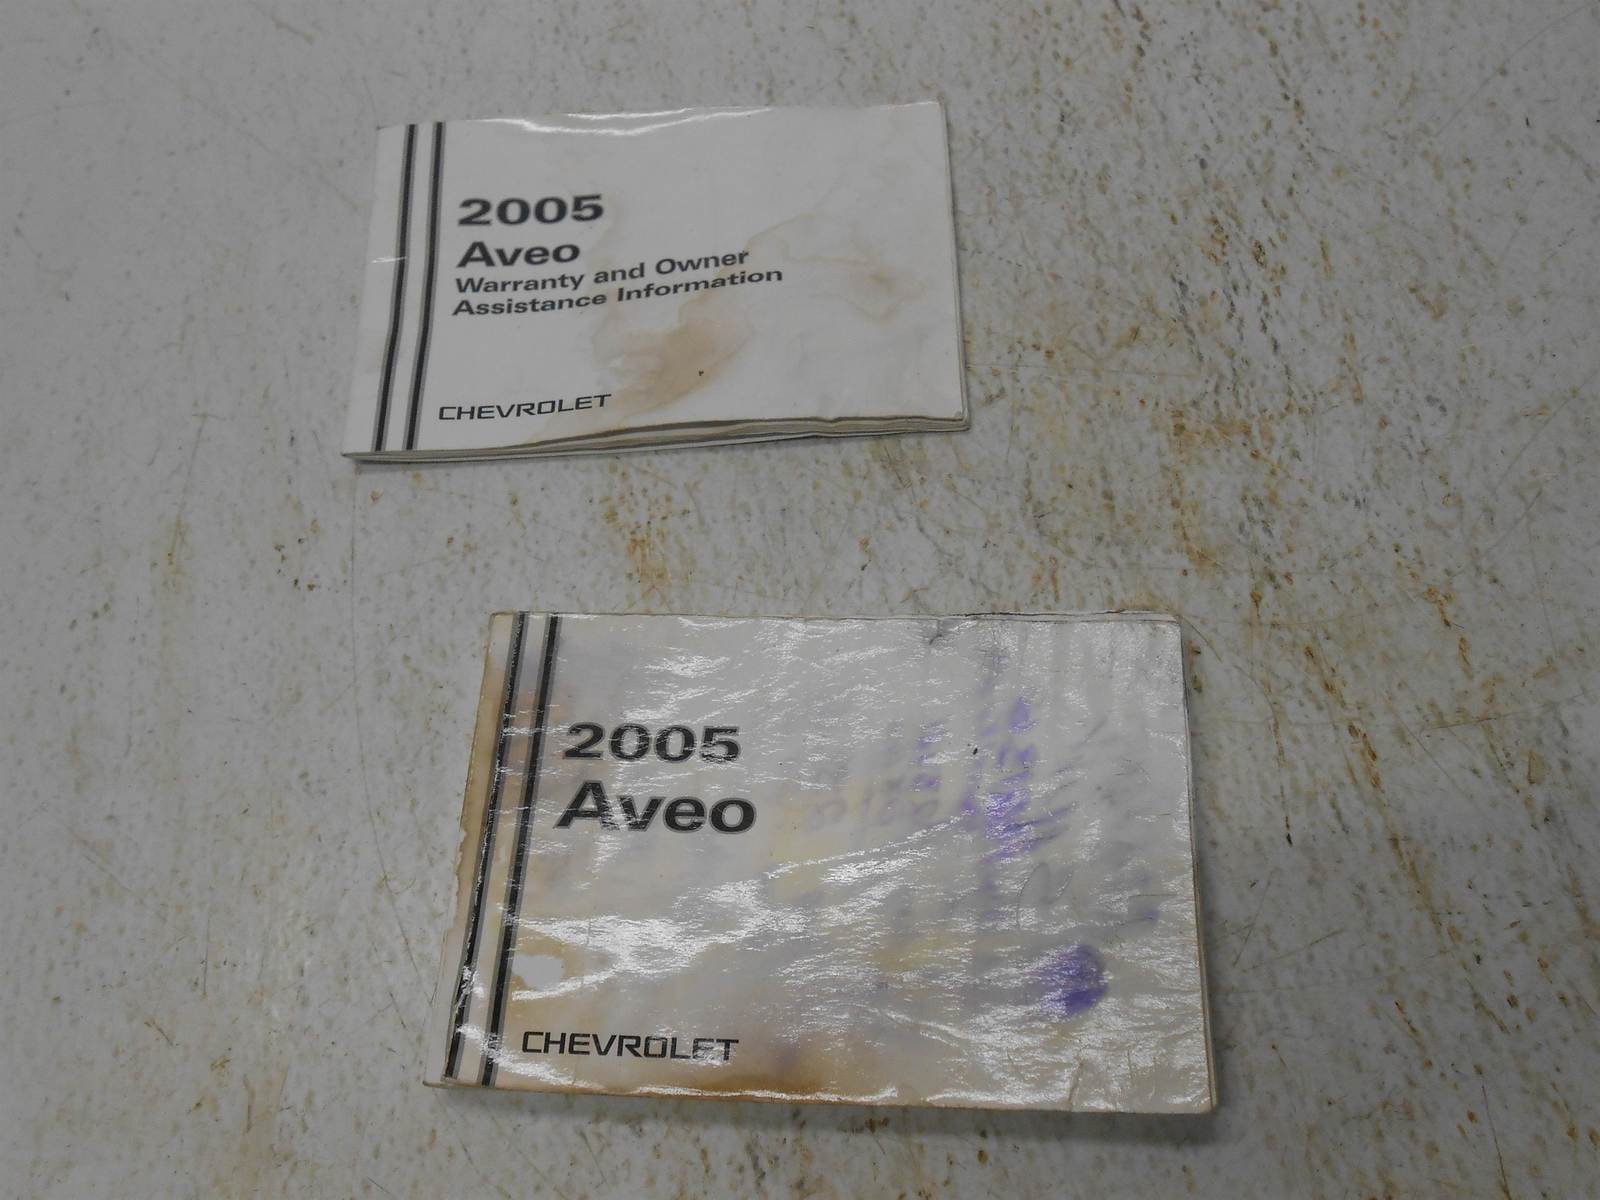 2005
Aveo
Warranty and Owner
Assistance Information
CHEVROLET
2005
Aveo
CHEVROLET